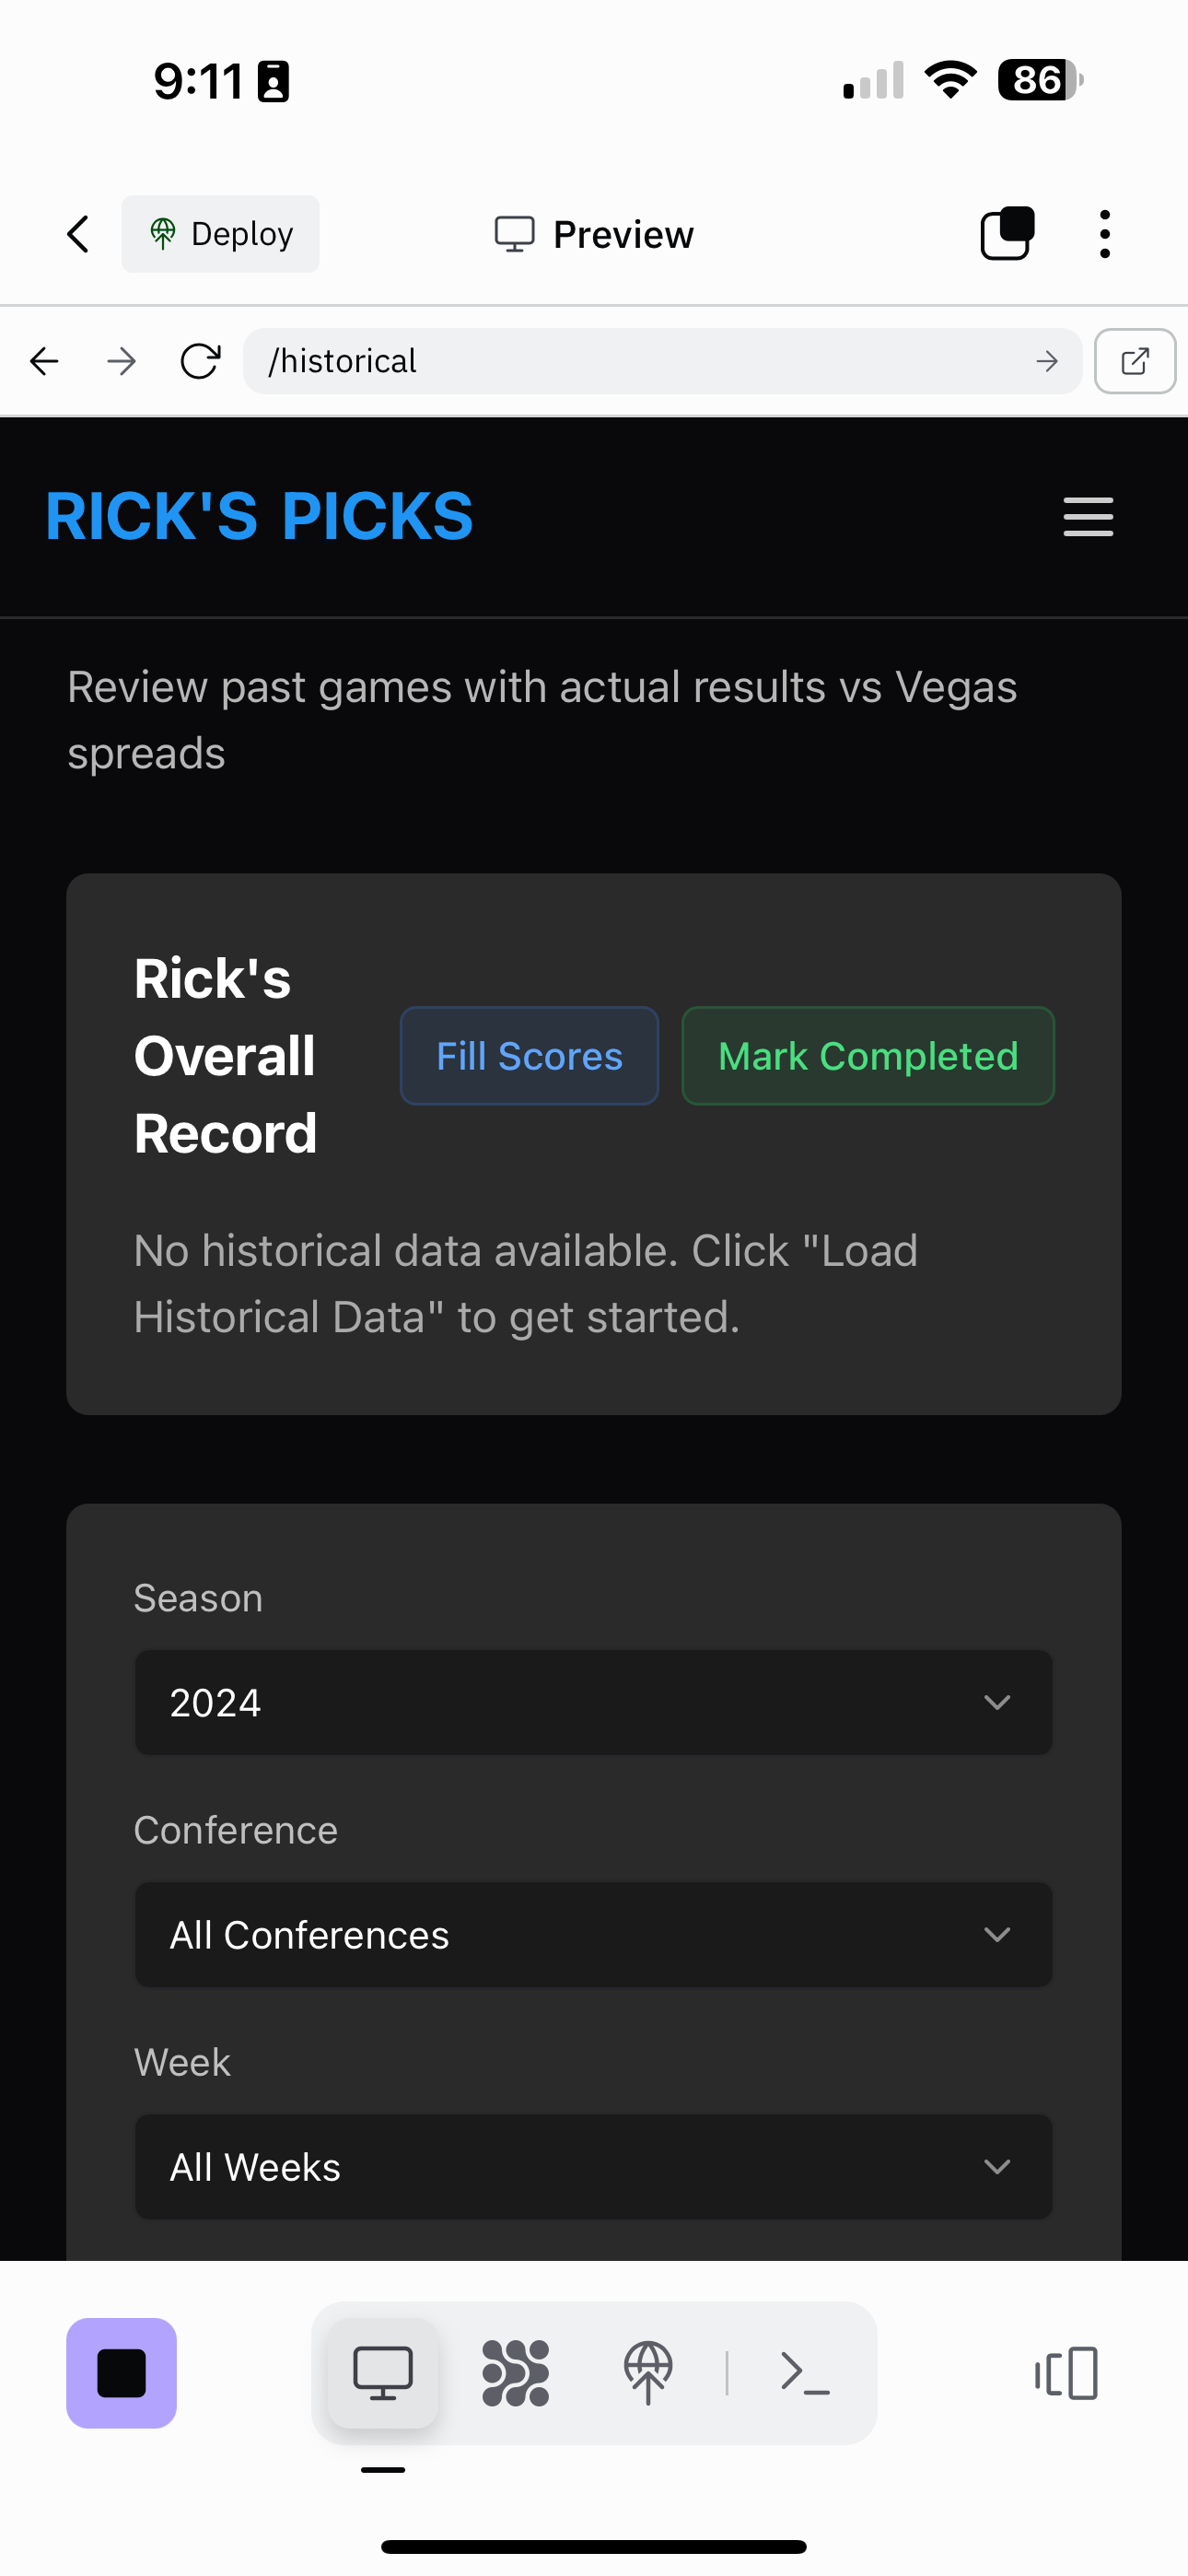 9:11
86
Deploy
Preview
/historical
RICK'S PICKS
Review past games with actual results vs Vegas
spreads
Rick's
Overall
Record
Fill Scores
Mark Completed
No historical data available. Click "Load
Historical Data" to get started.
Season
2024
Conference
All Conferences
Week
All Weeks